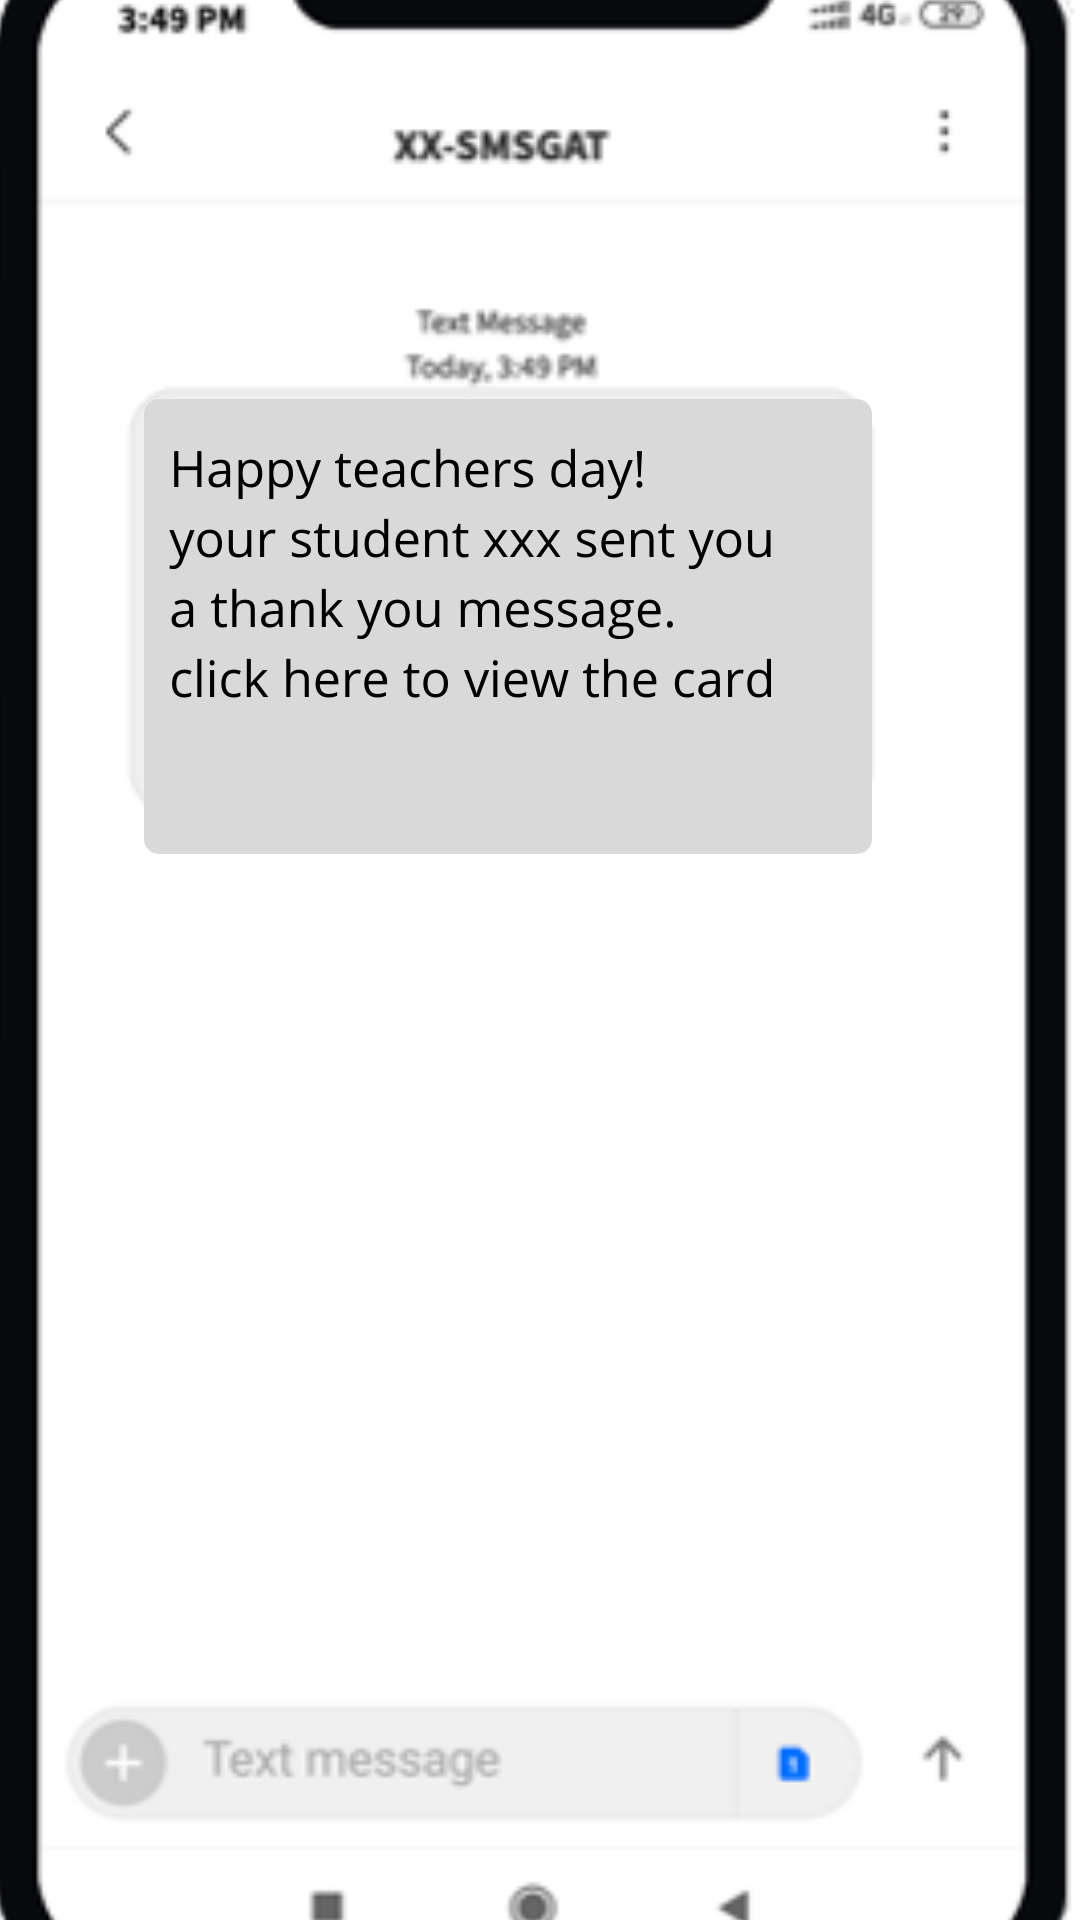 3:49 PM
4G 29
XX-SMSGAT
Text Message
Today, 3:49 PM
Happy teachers day!
your student xxx sent you
a thank you message.
click here to view the card
Text message
1